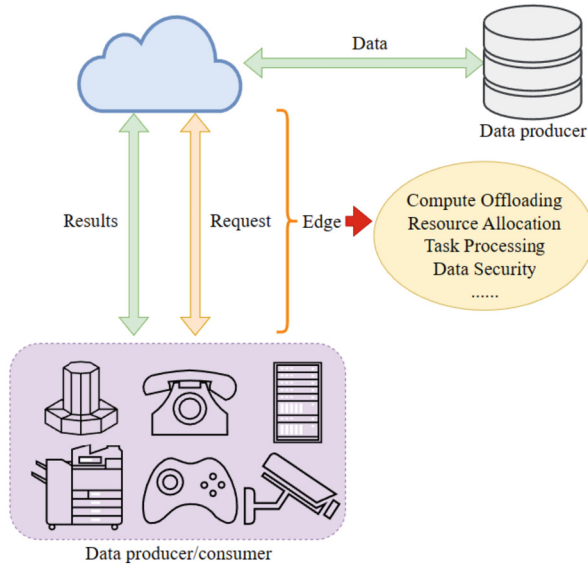 Data
Data producer
Results
Request
Edge
Compute Offloading
Resource Allocation
Task Processing
Data Security
......
Data producer/consumer